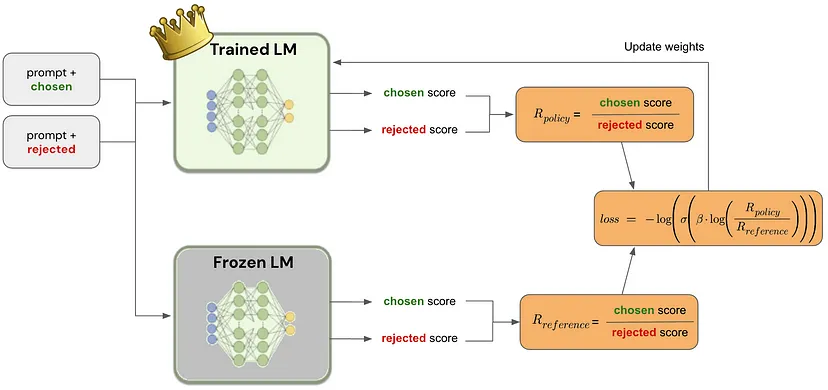 Trained LM
Update weights
prompt +
chosen
prompt +
rejected
chosen score
rejected score
R_policy = chosen score / rejected score
loss = −log(σ(β·log(R_policy / R_reference)))
Frozen LM
chosen score
rejected score
R_reference = chosen score / rejected score